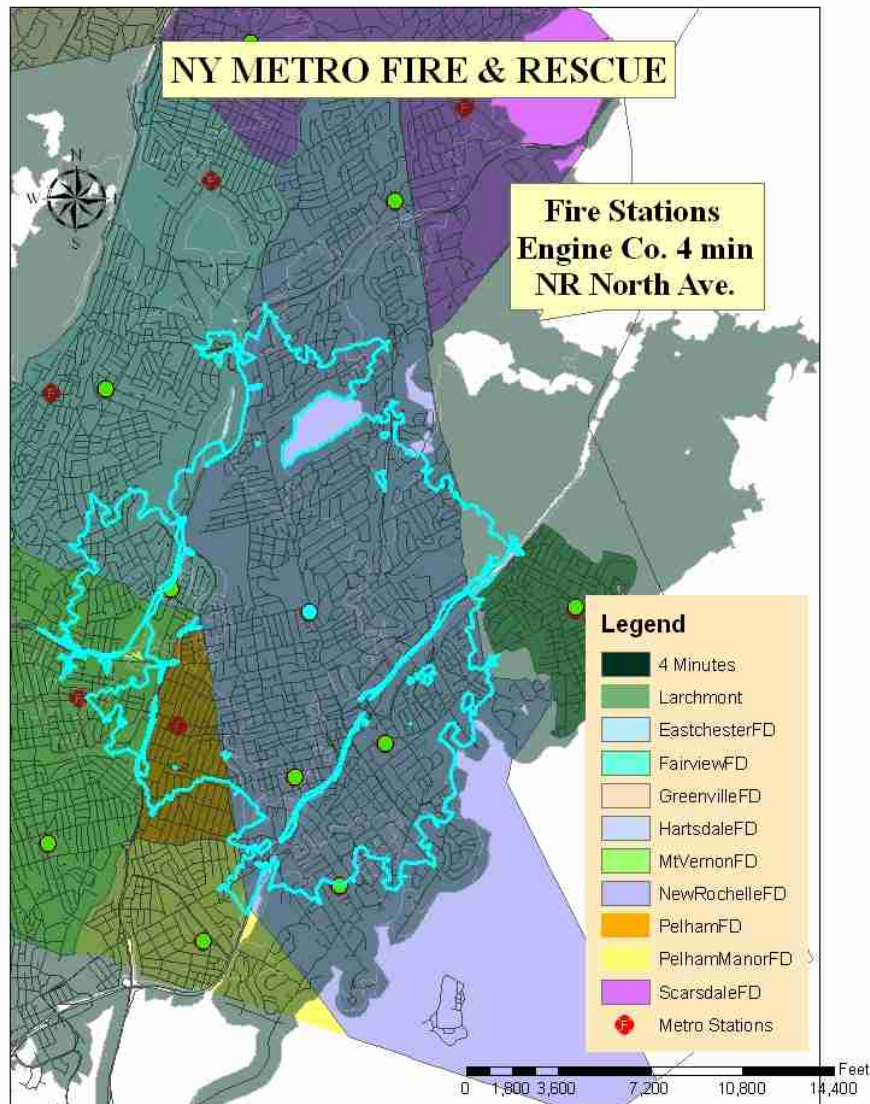 NY METRO FIRE & RESCUE
N
W
S
Fire Stations
Engine Co. 4 min
NR North Ave.
Legend
4 Minutes
Larchmont
EastchesterFD
FairviewFD
GreenvilleFD
HartsdaleFD
MtVernonFD
NewRochelleFD
PelhamFD
PelhamManorFD
ScarsdaleFD
F Metro Stations
Feet
0 1,800 3,600 7,200 10,800 14,400